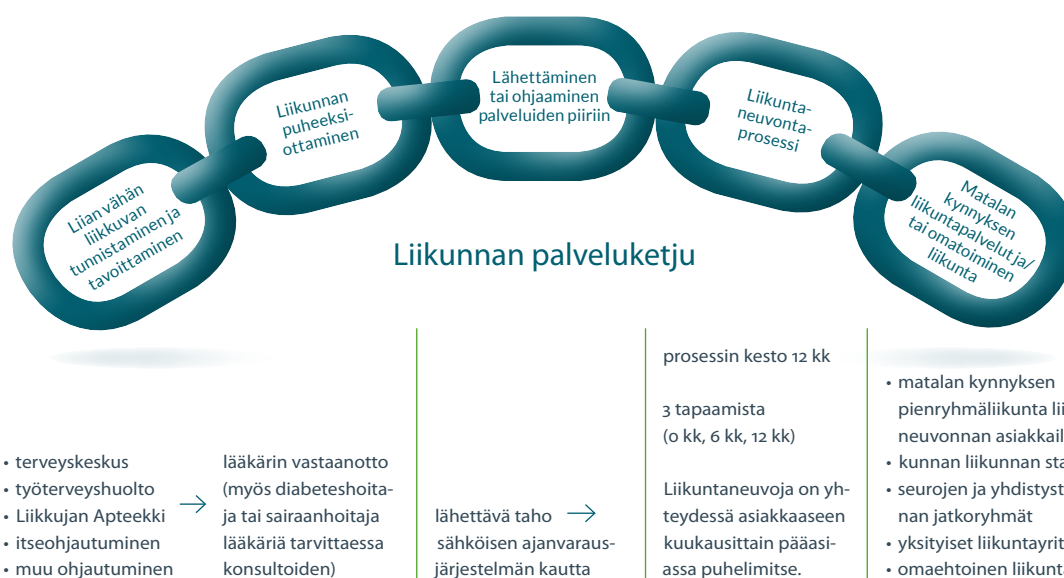 Liian vähän
liikkuvan
tunnistaminen ja
tavoittaminen
Liikunnan
puheeksi-
ottaminen
Lähettäminen
tai ohjaaminen
palveluiden piiriin
Liikunta-
neuvonta-
prosessi
Matalan
kynnyksen
liikuntapalvelut ja/
tai omatoiminen
liikunta
Liikunnan palveluketju
• terveyskeskus
• työterveyshuolto
• Liikkujan Apteekki
• itseohjautuminen
• muu ohjautuminen
→
lääkärin vastaanotto
(myös diabeteshoita-
ja tai sairaanhoitaja
lääkäriä tarvittaessa
konsultoiden)
lähettävä taho →
sähköisen ajanvaraus-
järjestelmän kautta
prosessin kesto 12 kk
3 tapaamista
(0 kk, 6 kk, 12 kk)
Liikuntaneuvoja on yh-
teydessä asiakkaaseen
kuukausittain pääasi-
assa puhelimitse.
• matalan kynnyksen
pienryhmäliikunta
neuvonnan
• kunnan liikunnan
• seurojen ja
nan jatkoryhmät
• yksityiset
• omaehtoinen